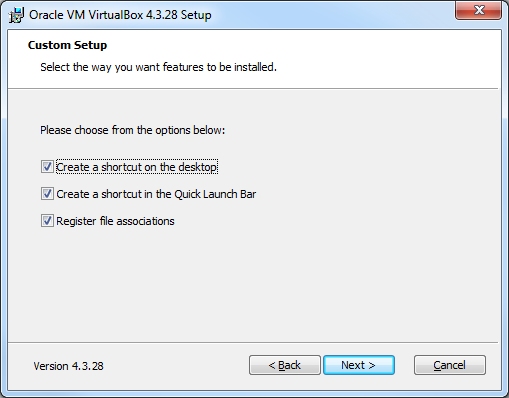 Oracle VM VirtualBox 4.3.28 Setup
Custom Setup
Select the way you want features to be installed.
Please choose from the options below:
Create a shortcut on the desktop
Create a shortcut in the Quick Launch Bar
Register file associations
Version 4.3.28
< Back
Next >
Cancel